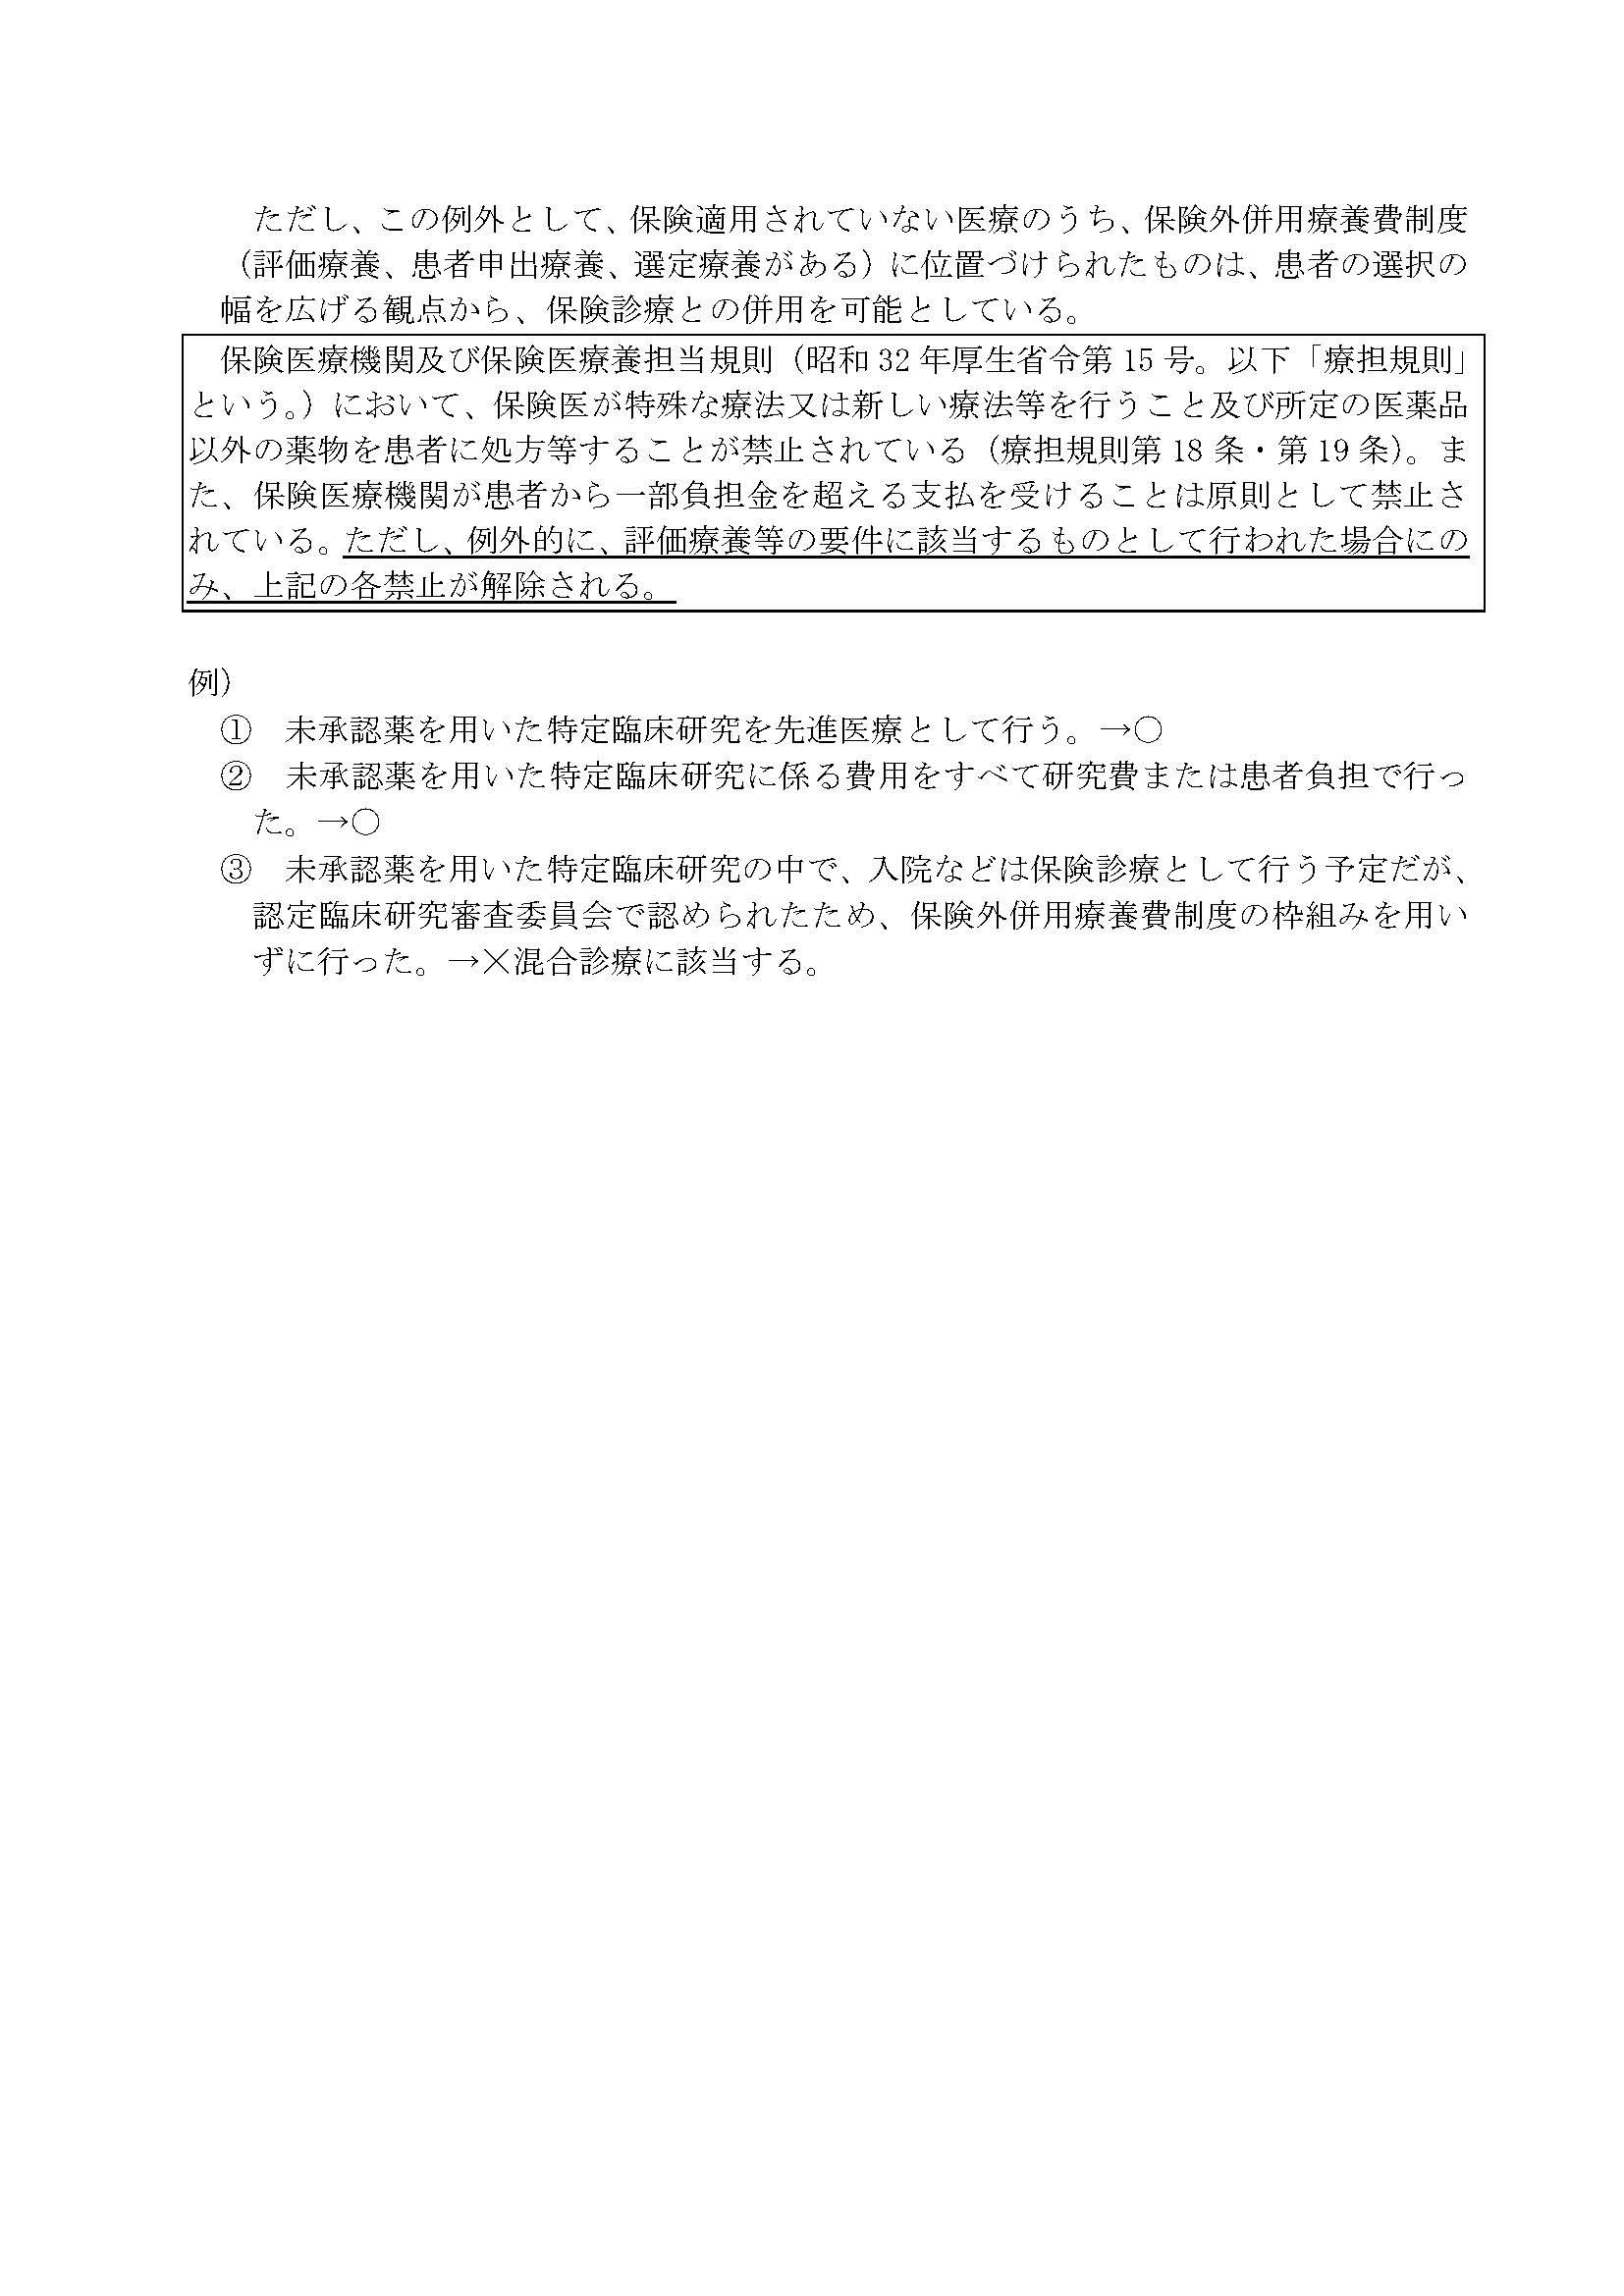 ただし、この例外として、保険適用されていない医療のうち、保険外併用療養費制度
（評価療養、患者申出療養、選定療養がある）に位置づけられたものは、患者の選択の
幅を広げる観点から、保険診療との併用を可能としている。
保険医療機関及び保険医療養担当規則（昭和 32 年厚生省令第 15 号。以下「療担規則」
という。）において、保険医が特殊な療法又は新しい療法等を行うこと及び所定の医薬品
以外の薬物を患者に処方等することが禁止されている（療担規則第 18 条・第 19 条）。ま
た、保険医療機関が患者から一部負担金を超える支払を受けることは原則として禁止さ
れている。ただし、例外的に、評価療養等の要件に該当するものとして行われた場合にの
み、上記の各禁止が解除される。
例）
① 未承認薬を用いた特定臨床研究を先進医療として行う。→○
② 未承認薬を用いた特定臨床研究に係る費用をすべて研究費または患者負担で行っ
た。→○
③ 未承認薬を用いた特定臨床研究の中で、入院などは保険診療として行う予定だが、
認定臨床研究審査委員会で認められたため、保険外併用療養費制度の枠組みを用い
ずに行った。→×混合診療に該当する。